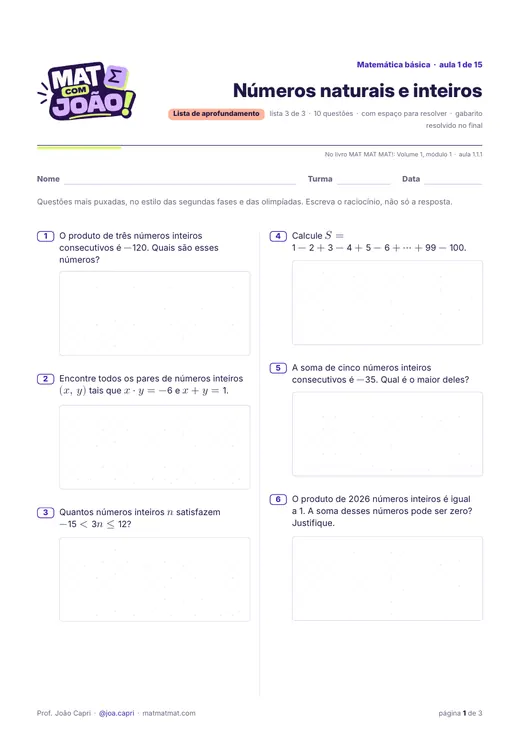 MAT Σ
COM
JOÃO!
Matemática básica · aula 1 de 15
Números naturais e inteiros
Lista de aprofundamento lista 3 de 3 · 10 questões · com espaço para resolver · gabarito
resolvido no final
No livro MAT MAT MAT!: Volume 1, módulo 1 · aula 1.1.1
Nome Turma Data
Questões mais puxadas, no estilo das segundas fases e das olimpíadas. Escreva o raciocínio, não só a resposta.
1 O produto de três números inteiros
consecutivos é −120. Quais são esses
números?
2 Encontre todos os pares de números inteiros
(x, y) tais que x · y = −6 e x + y = 1.
3 Quantos números inteiros n satisfazem
−15 < 3n ≤ 12?
4 Calcule S =
1 − 2 + 3 − 4 + 5 − 6 + ··· + 99 − 100.
5 A soma de cinco números inteiros
consecutivos é −35. Qual é o maior deles?
6 O produto de 2026 números inteiros é igual
a 1. A soma desses números pode ser zero?
Justifique.
Prof. João Capri · @joa.capri · matmatmat.com
página 1 de 3